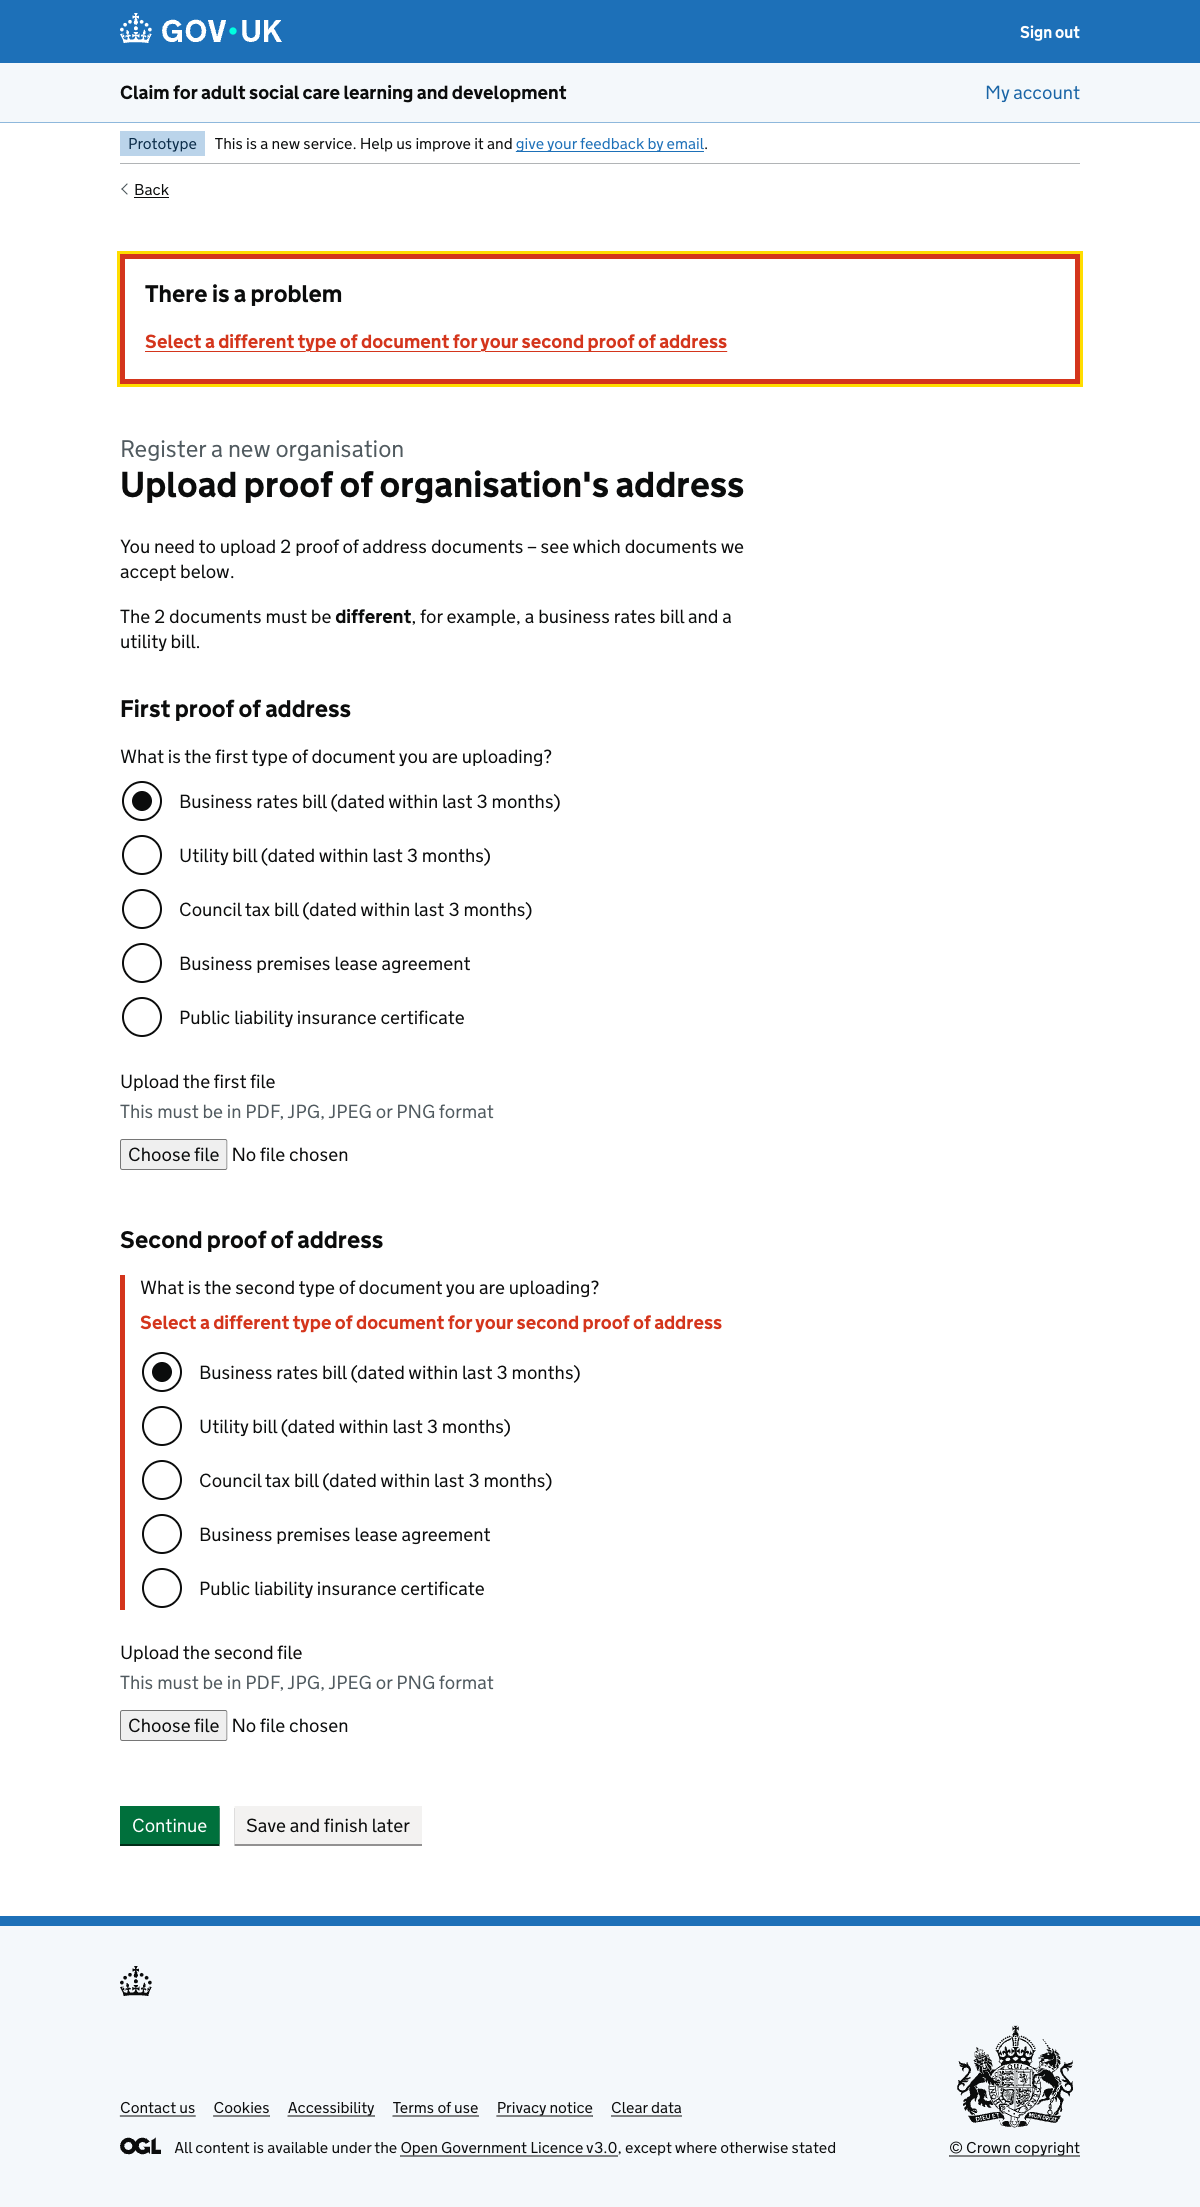 GOV·UK
Sign out
Claim for adult social care learning and development
My account
Prototype
This is a new service. Help us improve it and give your feedback by email.
Back
There is a problem
Select a different type of document for your second proof of address
Register a new organisation
Upload proof of organisation's address
You need to upload 2 proof of address documents – see which documents we
accept below.
The 2 documents must be different, for example, a business rates bill and a
utility bill.
First proof of address
What is the first type of document you are uploading?
Business rates bill (dated within last 3 months)
Utility bill (dated within last 3 months)
Council tax bill (dated within last 3 months)
Business premises lease agreement
Public liability insurance certificate
Upload the first file
This must be in PDF, JPG, JPEG or PNG format
Choose file No file chosen
Second proof of address
What is the second type of document you are uploading?
Select a different type of document for your second proof of address
Business rates bill (dated within last 3 months)
Utility bill (dated within last 3 months)
Council tax bill (dated within last 3 months)
Business premises lease agreement
Public liability insurance certificate
Upload the second file
This must be in PDF, JPG, JPEG or PNG format
Choose file No file chosen
Continue
Save and finish later
Contact us
Cookies
Accessibility
Terms of use
Privacy notice
Clear data
OGL
All content is available under the Open Government Licence v3.0, except where otherwise stated
© Crown copyright